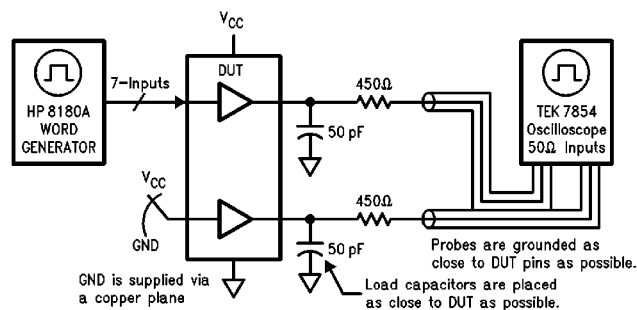 V_CC
DUT
7-Inputs
HP 8180A
WORD
GENERATOR
450Ω
50 pF
TEK 7854
Oscilloscope
50Ω Inputs
V_CC
GND
450Ω
50 pF
GND is supplied via
a copper plane
Load capacitors are placed
as close to DUT as possible.
Probes are grounded as
close to DUT pins as possible.